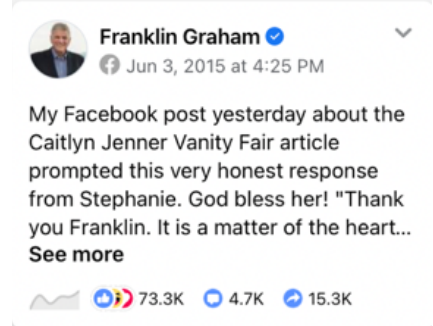 Franklin Graham
Jun 3, 2015 at 4:25 PM
My Facebook post yesterday about the
Caitlyn Jenner Vanity Fair article
prompted this very honest response
from Stephanie. God bless her! "Thank
you Franklin. It is a matter of the heart...
See more
73.3K 4.7K 15.3K